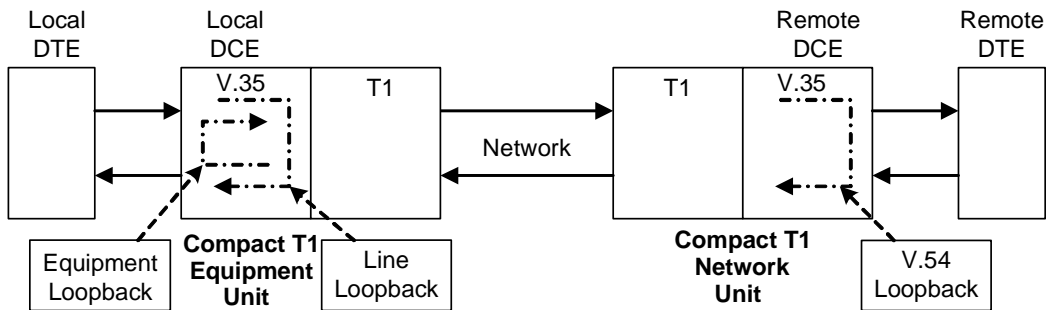 Local
DTE
Local
DCE
Remote
DCE
Remote
DTE
V.35
T1
T1
V.35
Network
Equipment
Loopback
Compact T1
Equipment
Unit
Line
Loopback
Compact T1
Network
Unit
V.54
Loopback